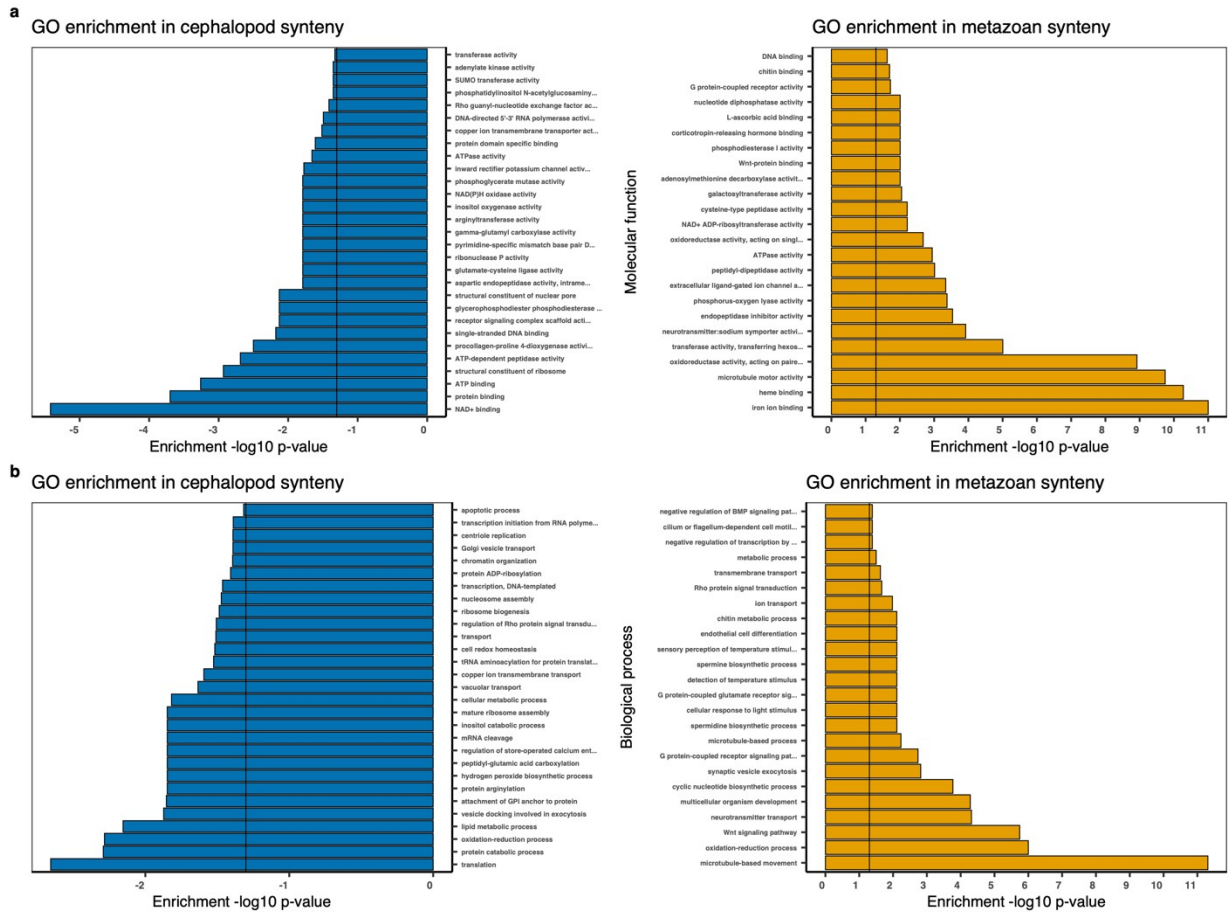 a
GO enrichment in cephalopod synteny
transferase activity
adenylate kinase activity
SUMO transferase activity
phosphatidylinositol N-acetylglucosaminy...
Rho guanyl-nucleotide exchange factor ac...
DNA-directed 5'-3' RNA polymerase activi...
copper ion transmembrane transporter act...
protein domain specific binding
ATPase activity
inward rectifier potassium channel activ...
phosphoglycerate mutase activity
NAD(P)H oxidase activity
inositol oxygenase activity
arginyltransferase activity
gamma-glutamyl carboxylase activity
pyrimidine-specific mismatch base pair D...
ribonuclease P activity
glutamate-cysteine ligase activity
aspartic endopeptidase activity, intrame...
structural constituent of nuclear pore
glycerophosphodiester phosphodiesterase ...
receptor signaling complex scaffold acti...
single-stranded DNA binding
procollagen-proline 4-dioxygenase activi...
ATP-dependent peptidase activity
structural constituent of ribosome
ATP binding
protein binding
NAD+ binding
-5 -4 -3 -2 -1 0
Enrichment -log10 p-value
Molecular function
GO enrichment in metazoan synteny
DNA binding
chitin binding
G protein-coupled receptor activity
nucleotide diphosphatase activity
L-ascorbic acid binding
corticotropin-releasing hormone binding
phosphodiesterase I activity
Wnt-protein binding
adenosylmethionine decarboxylase activit...
galactosyltransferase activity
cysteine-type peptidase activity
NAD+ ADP-ribosyltransferase activity
oxidoreductase activity, acting on singl...
ATPase activity
peptidyl-dipeptidase activity
extracellular ligand-gated ion channel a...
phosphorus-oxygen lyase activity
endopeptidase inhibitor activity
neurotransmitter:sodium symporter activi...
transferase activity, transferring hexos...
oxidoreductase activity, acting on paire...
microtubule motor activity
heme binding
iron ion binding
0 1 2 3 4 5 6 7 8 9 10 11
Enrichment -log10 p-value
b
GO enrichment in cephalopod synteny
apoptotic process
transcription initiation from RNA polyme...
centriole replication
Golgi vesicle transport
chromatin organization
protein ADP-ribosylation
transcription, DNA-templated
nucleosome assembly
ribosome biogenesis
regulation of Rho protein signal transdu...
transport
cell redox homeostasis
tRNA aminoacylation for protein translat...
copper ion transmembrane transport
vacuolar transport
cellular metabolic process
mature ribosome assembly
inositol catabolic process
mRNA cleavage
regulation of store-operated calcium ent...
peptidyl-glutamic acid carboxylation
hydrogen peroxide biosynthetic process
protein arginylation
attachment of GPI anchor to protein
vesicle docking involved in exocytosis
lipid metabolic process
oxidation-reduction process
protein catabolic process
translation
-2 -1 0
Enrichment -log10 p-value
Biological process
GO enrichment in metazoan synteny
negative regulation of BMP signaling pat...
cilium or flagellum-dependent cell motil...
negative regulation of transcription by ...
metabolic process
transmembrane transport
Rho protein signal transduction
ion transport
chitin metabolic process
endothelial cell differentiation
sensory perception of temperature stimul...
spermine biosynthetic process
detection of temperature stimulus
G protein-coupled glutamate receptor sig...
cellular response to light stimulus
spermidine biosynthetic process
microtubule-based process
G protein-coupled receptor signaling pat...
synaptic vesicle exocytosis
cyclic nucleotide biosynthetic process
multicellular organism development
neurotransmitter transport
Wnt signaling pathway
oxidation-reduction process
microtubule-based movement
0 1 2 3 4 5 6 7 8 9 10 11
Enrichment -log10 p-value